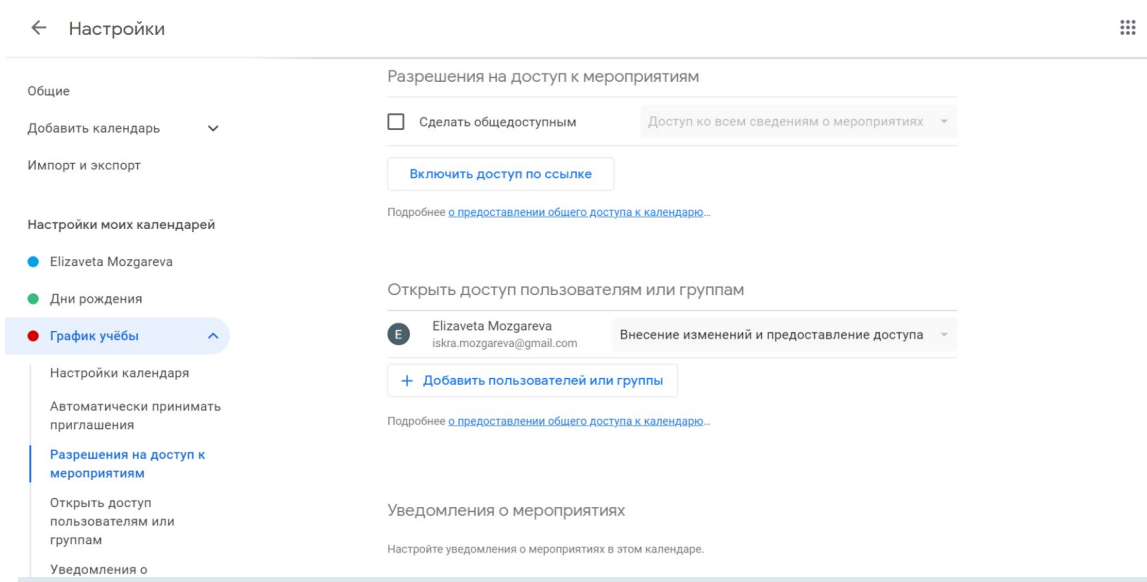 Настройки
Общие
Добавить календарь
Импорт и экспорт
Настройки моих календарей
Elizaveta Mozgareva
Дни рождения
График учёбы
Настройки календаря
Автоматически принимать
приглашения
Разрешения на доступ к
мероприятиям
Открыть доступ
пользователям или
группам
Уведомления о
Разрешения на доступ к мероприятиям
Сделать общедоступным
Доступ ко всем сведениям о мероприятиях
Включить доступ по ссылке
Подробнее о предоставлении общего доступа к календарю…
Открыть доступ пользователям или группам
E
Elizaveta Mozgareva
iskra.mozgareva@gmail.com
Внесение изменений и предоставление доступа
+ Добавить пользователей или группы
Подробнее о предоставлении общего доступа к календарю…
Уведомления о мероприятиях
Настройте уведомления о мероприятиях в этом календаре.